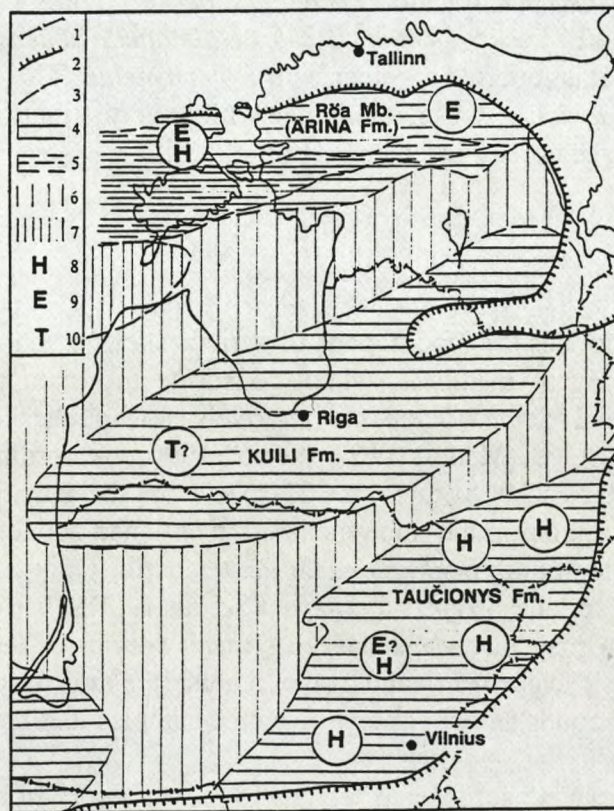 1
2
3
4
5
6
7
H 8
E 9
T 10
Tallinn
Rõa Mb.
(ÄRINA Fm.)
E
E
H
Riga
T?
KUILI Fm.
H
H
TAUČIONYS Fm.
E?
H
H
H
Vilnius